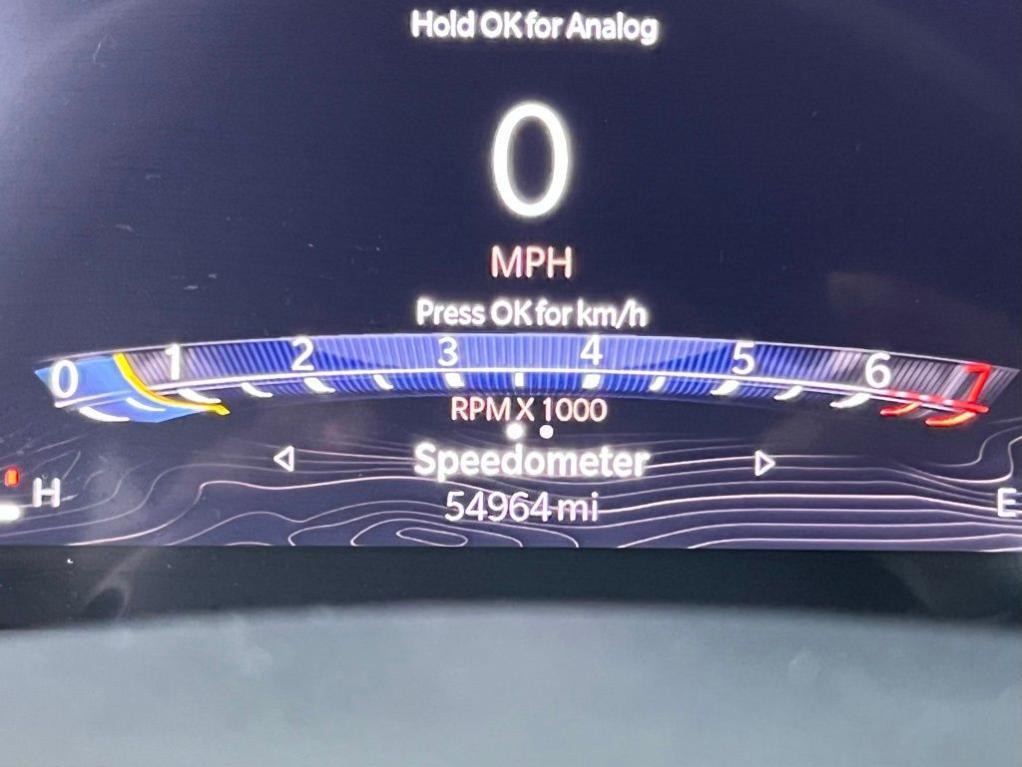 Hold OK for Analog
0
MPH
Press OK for km/h
0 1 2 3 4 5 6 7
RPM X 1000
Speedometer
H
54964 mi
E